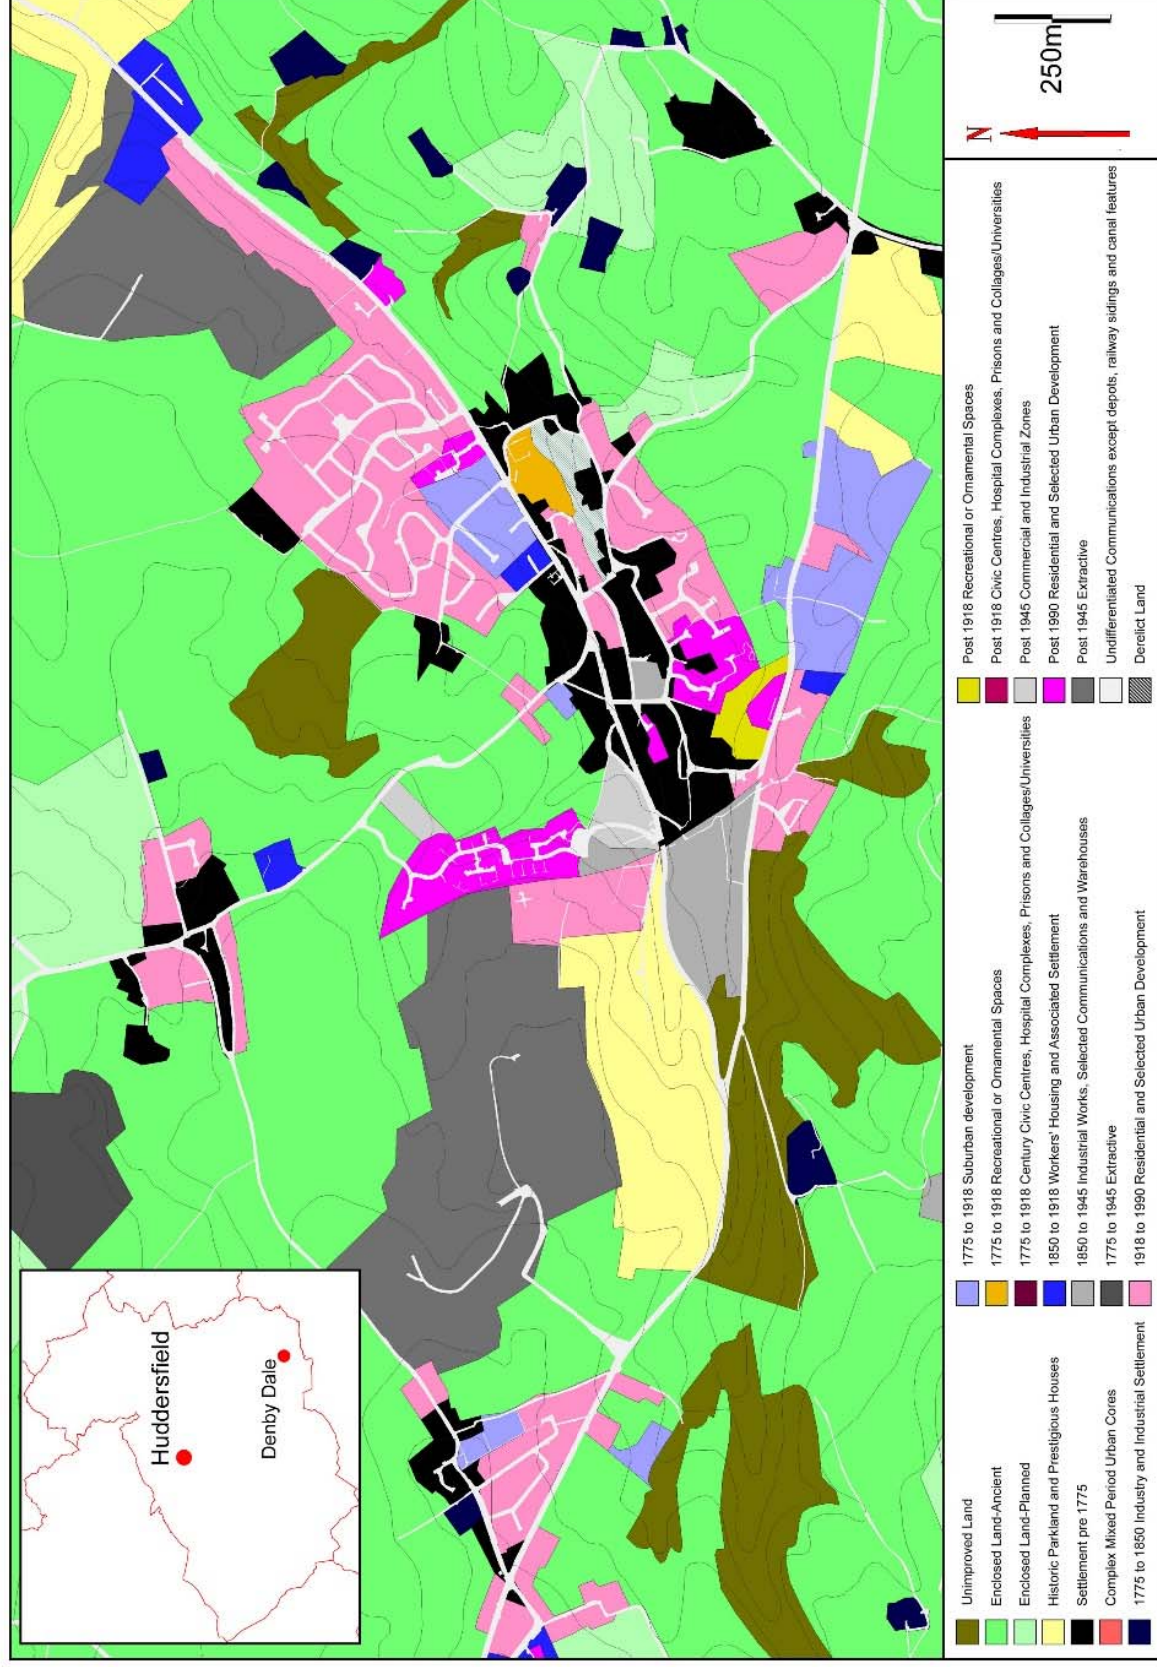 Huddersfield
Denby Dale
Unimproved Land
Enclosed Land-Ancient
Enclosed Land-Planned
Historic Parkland and Prestigious Houses
Settlement pre 1775
Complex Mixed Period Urban Cores
1775 to 1850 Industry and Industrial Settlement
1775 to 1918 Suburban development
1775 to 1918 Recreational or Ornamental Spaces
1775 to 1918 Century Civic Centres, Hospital Complexes, Prisons and Collages/Universities
1850 to 1918 Workers' Housing and Associated Settlement
1850 to 1945 Industrial Works, Selected Communications and Warehouses
1775 to 1945 Extractive
1918 to 1990 Residential and Selected Urban Development
Post 1918 Recreational or Ornamental Spaces
Post 1918 Civic Centres, Hospital Complexes, Prisons and Collages/Universities
Post 1945 Commercial and Industrial Zones
Post 1990 Residential and Selected Urban Development
Post 1945 Extractive
Undifferentiated Communications except depots, railway sidings and canal features
Derelict Land
N
250m